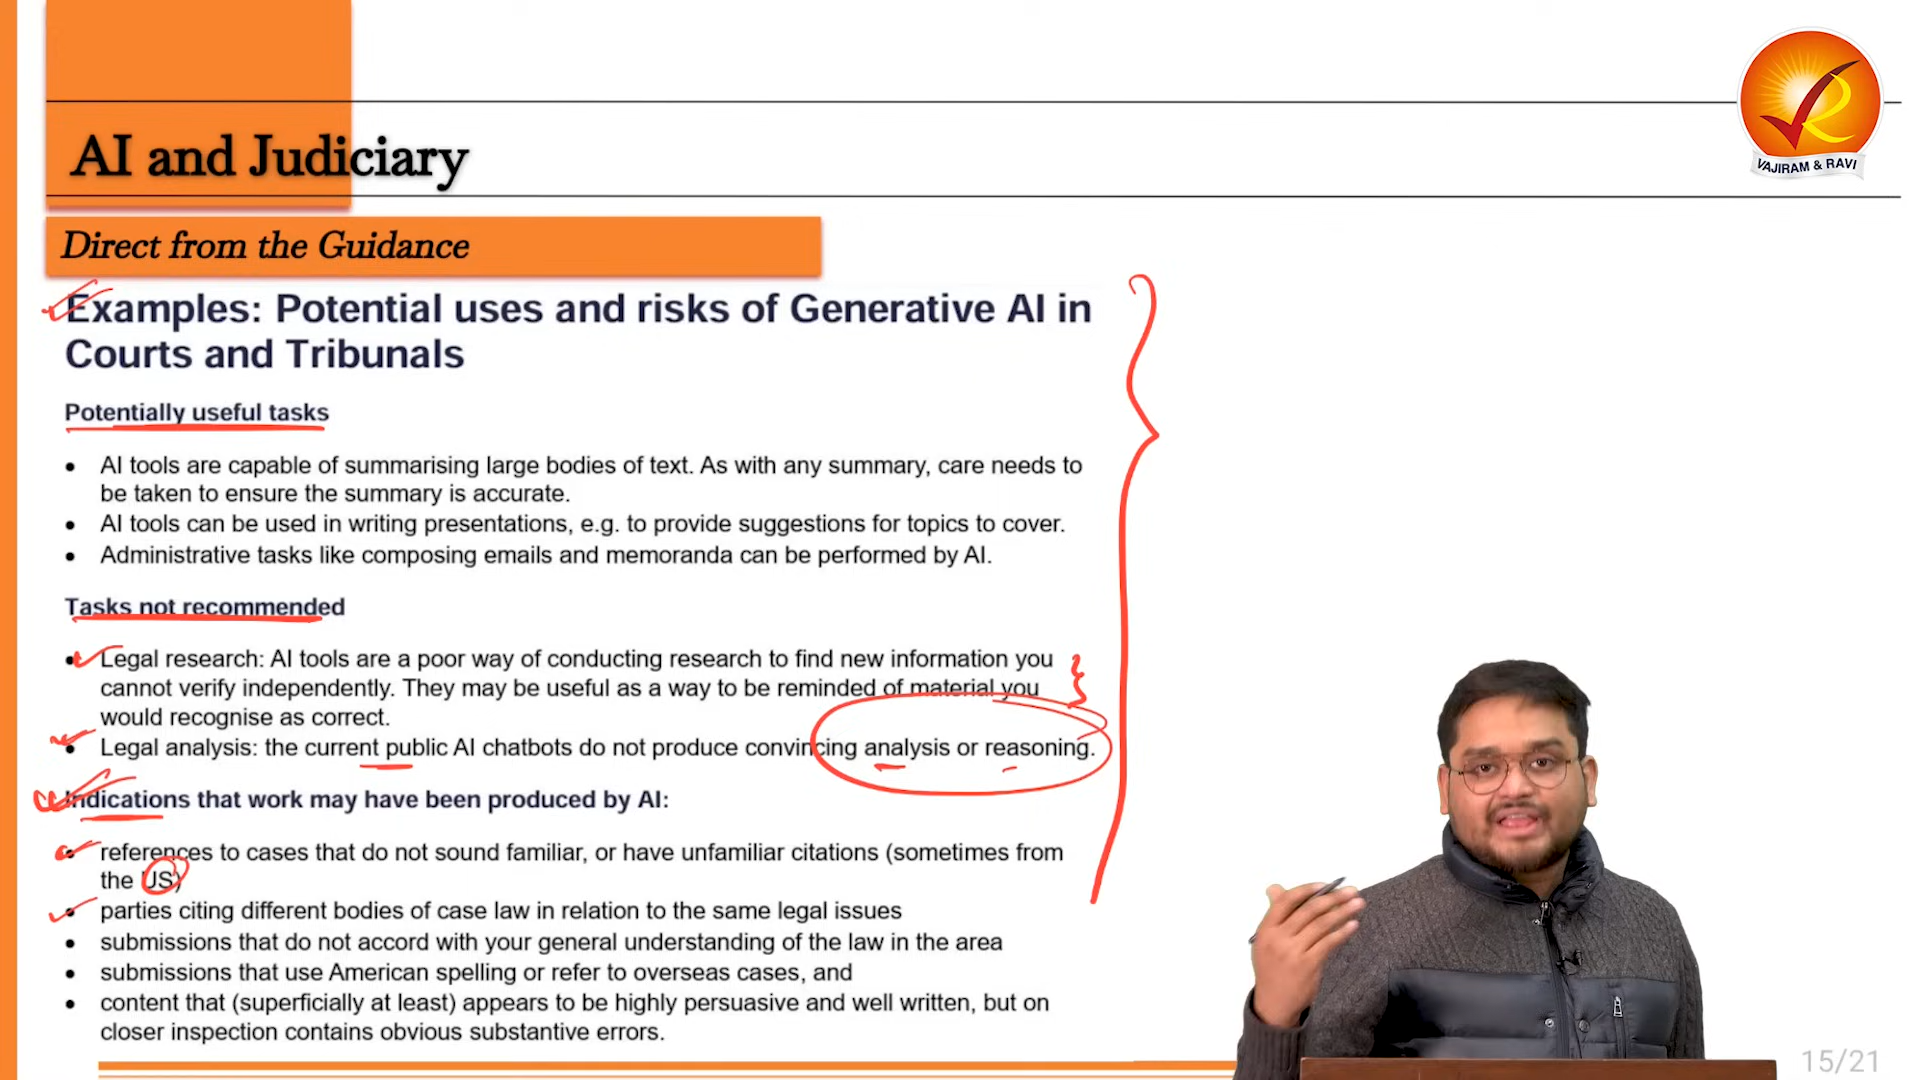 AI and Judiciary
VAJIRAM & RAVI
Direct from the Guidance
Examples: Potential uses and risks of Generative AI in
Courts and Tribunals
Potentially useful tasks
• AI tools are capable of summarising large bodies of text. As with any summary, care needs to
be taken to ensure the summary is accurate.
• AI tools can be used in writing presentations, e.g. to provide suggestions for topics to cover.
• Administrative tasks like composing emails and memoranda can be performed by AI.
Tasks not recommended
• Legal research: AI tools are a poor way of conducting research to find new information you
cannot verify independently. They may be useful as a way to be reminded of material you
would recognise as correct.
• Legal analysis: the current public AI chatbots do not produce convincing analysis or reasoning.
Indications that work may have been produced by AI:
• references to cases that do not sound familiar, or have unfamiliar citations (sometimes from
the US)
• parties citing different bodies of case law in relation to the same legal issues
• submissions that do not accord with your general understanding of the law in the area
• submissions that use American spelling or refer to overseas cases, and
• content that (superficially at least) appears to be highly persuasive and well written, but on
closer inspection contains obvious substantive errors.
15/21